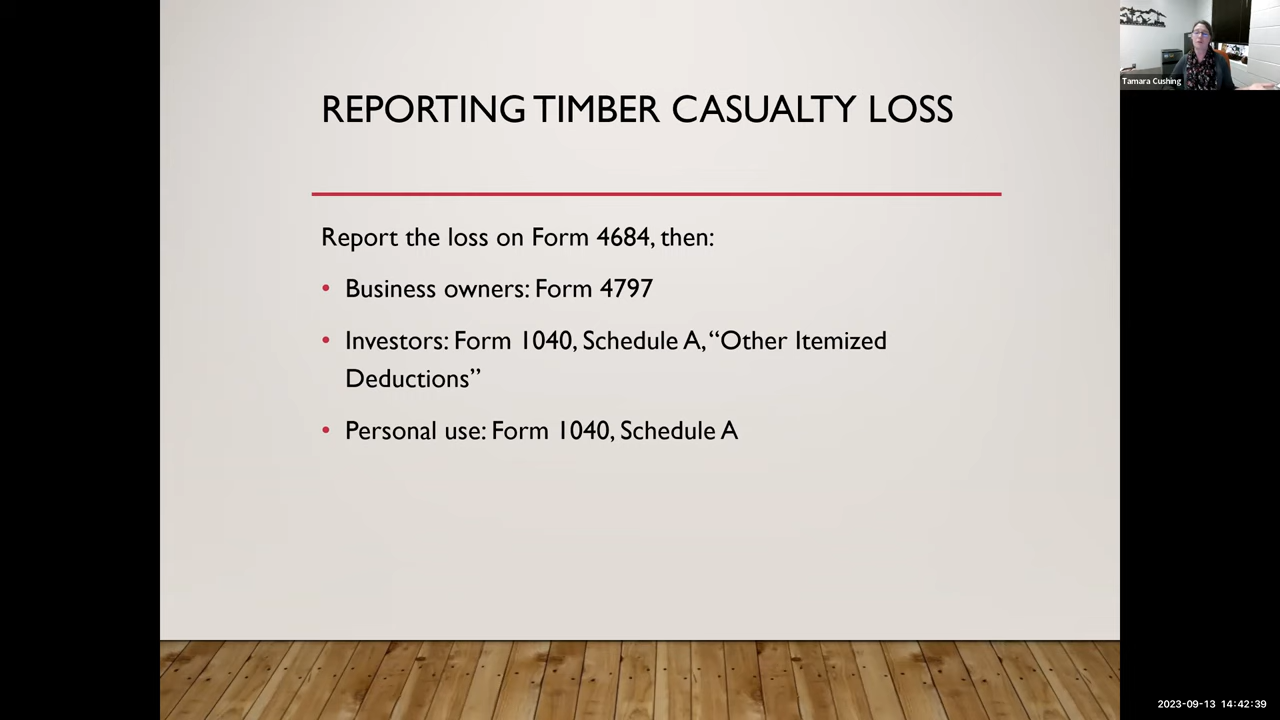 Tamara Cushing
REPORTING TIMBER CASUALTY LOSS
Report the loss on Form 4684, then:
• Business owners: Form 4797
• Investors: Form 1040, Schedule A, “Other Itemized
Deductions”
• Personal use: Form 1040, Schedule A
2023-09-13 14:42:39